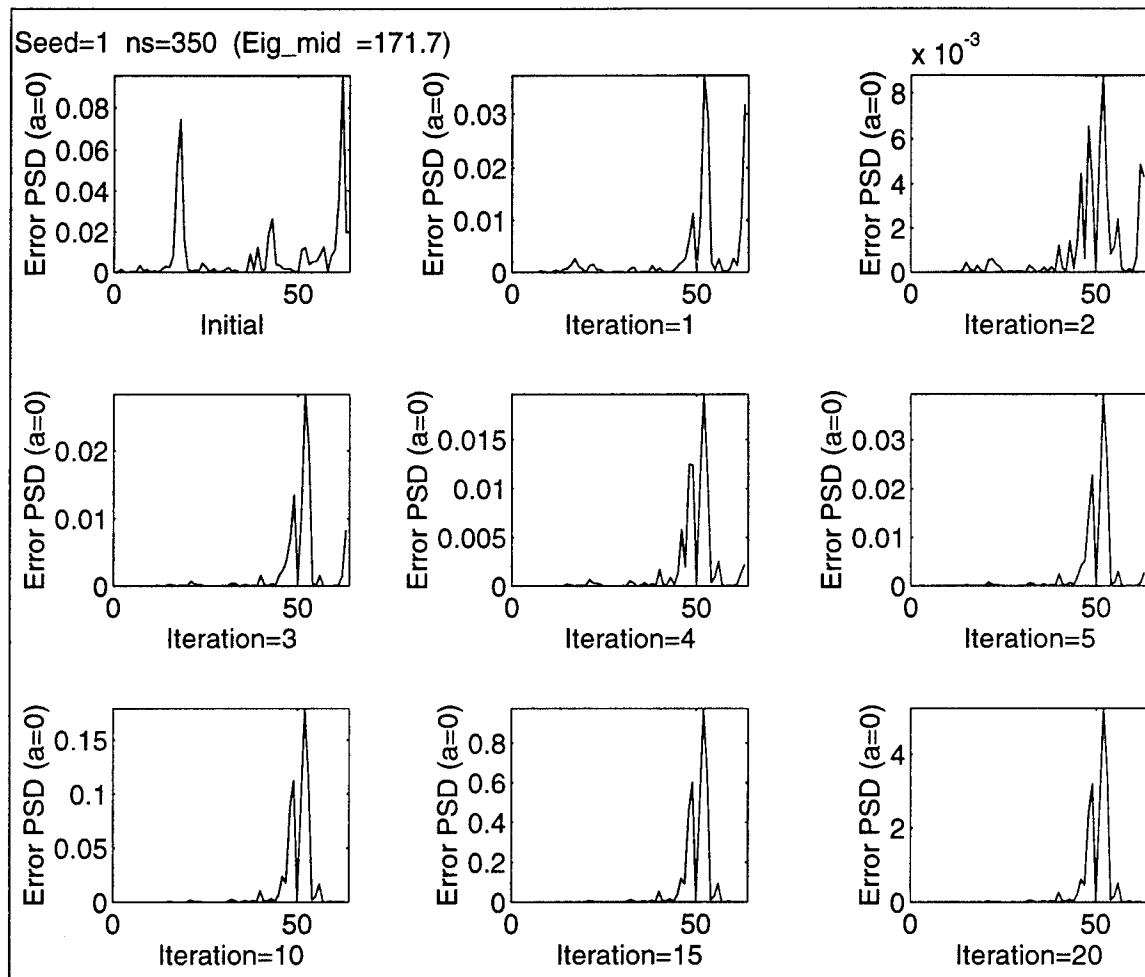 Seed=1 ns=350 (Eig_mid =171.7)
x 10^-3
Error PSD (a=0)
0.08
0.06
0.04
0.02
0
0
50
Initial
Error PSD (a=0)
0.03
0.02
0.01
0
0
50
Iteration=1
Error PSD (a=0)
8
6
4
2
0
0
50
Iteration=2
Error PSD (a=0)
0.02
0.01
0
0
50
Iteration=3
Error PSD (a=0)
0.015
0.01
0.005
0
0
50
Iteration=4
Error PSD (a=0)
0.03
0.02
0.01
0
0
50
Iteration=5
Error PSD (a=0)
0.15
0.1
0.05
0
0
50
Iteration=10
Error PSD (a=0)
0.8
0.6
0.4
0.2
0
0
50
Iteration=15
Error PSD (a=0)
4
2
0
0
50
Iteration=20